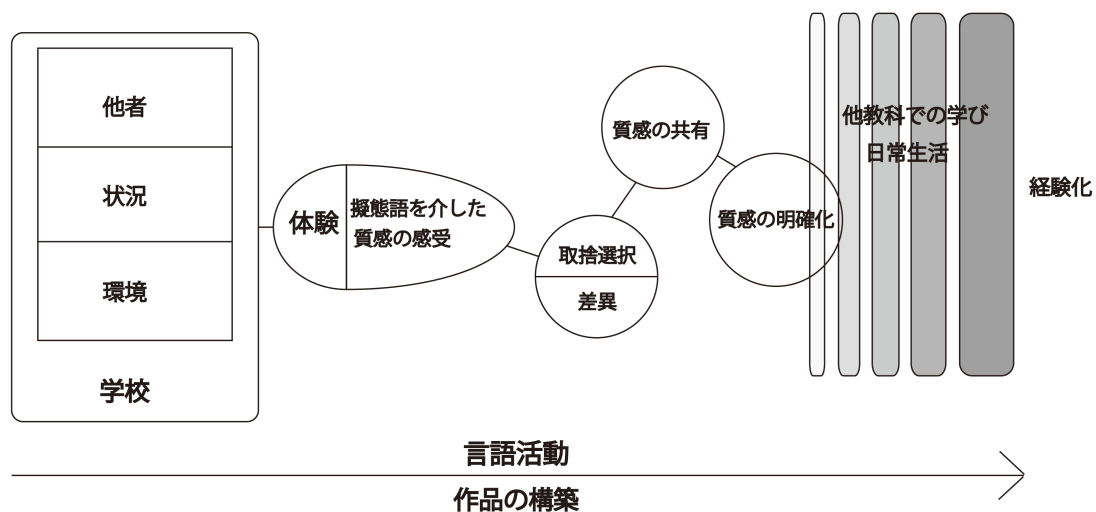 他者
状況
環境
学校
体験
擬態語を介した
質感の感受
取捨選択
差異
質感の共有
質感の明確化
他教科での学び
日常生活
経験化
言語活動
作品の構築